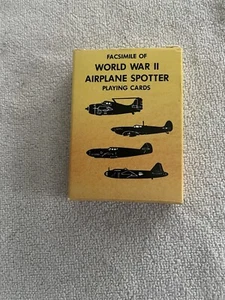 FACSIMILE OF
WORLD WAR II
AIRPLANE SPOTTER
PLAYING CARDS